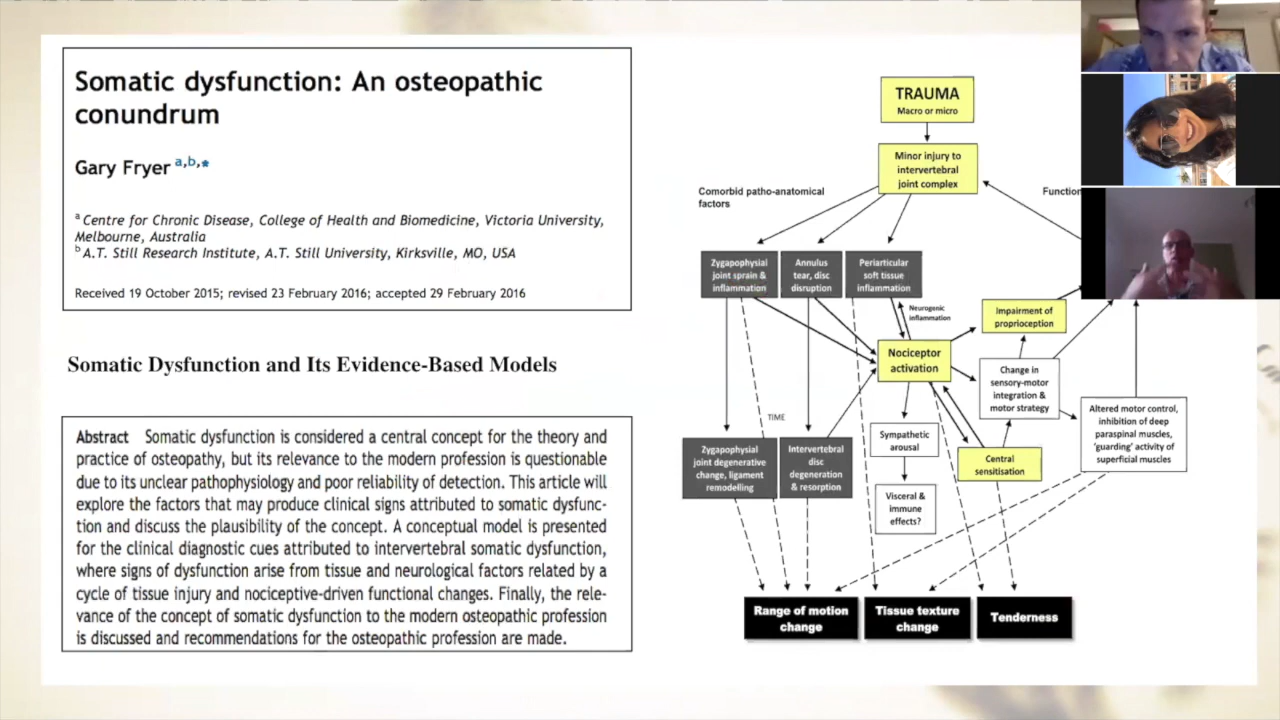 Somatic dysfunction: An osteopathic
conundrum
Gary Fryer a,b,*
a Centre for Chronic Disease, College of Health and Biomedicine, Victoria University,
Melbourne, Australia
b A.T. Still Research Institute, A.T. Still University, Kirksville, MO, USA
Received 19 October 2015; revised 23 February 2016; accepted 29 February 2016
Somatic Dysfunction and Its Evidence-Based Models
Abstract Somatic dysfunction is considered a central concept for the theory and
practice of osteopathy, but its relevance to the modern profession is questionable
due to its unclear pathophysiology and poor reliability of detection. This article will
explore the factors that may produce clinical signs attributed to somatic dysfunc-
tion and discuss the plausibility of the concept. A conceptual model is presented
for the clinical diagnostic cues attributed to intervertebral somatic dysfunction,
where signs of dysfunction arise from tissue and neurological factors related by a
cycle of tissue injury and nociceptive-driven functional changes. Finally, the rele-
vance of the concept of somatic dysfunction to the modern osteopathic profession
is discussed and recommendations for the osteopathic profession are made.
TRAUMA
Macro or micro
Minor injury to
intervertebral
joint complex
Comorbid patho-anatomical
factors
Function
Zygapophysial
joint sprain &
inflammation
Annulus
tear, disc
disruption
Periarticular
soft tissue
inflammation
Neurogenic
inflammation
Impairment of
proprioception
Nociceptor
activation
Change in
sensory-motor
integration &
motor strategy
TIME
Altered motor control,
inhibition of deep
paraspinal muscles,
'guarding' activity of
superficial muscles
Sympathetic
arousal
Central
sensitisation
Zygapophysial
joint degenerative
change, ligament
remodelling
Intervertebral
disc
degeneration
& resorption
Visceral &
immune
effects?
Range of motion
change
Tissue texture
change
Tenderness